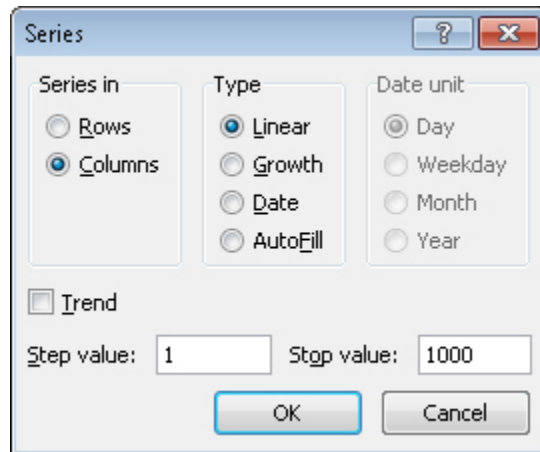 Series
Series in
Rows
Columns
Type
Linear
Growth
Date
AutoFill
Date unit
Day
Weekday
Month
Year
Trend
Step value: 1 Stop value: 1000
OK Cancel